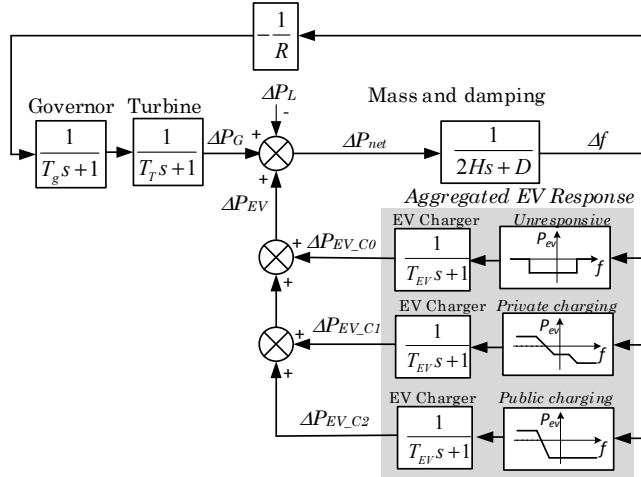 − 1/R
Governor
Turbine
ΔP_L
Mass and damping
1/(T_g s+1)
1/(T_T s+1)
ΔP_G
+
-
+
ΔP_net
1/(2Hs+D)
Δf
ΔP_EV
Aggregated EV Response
EV Charger
Unresponsive
ΔP_EV_C0
+
+
1/(T_EV s+1)
P_ev
f
EV Charger
Private charging
ΔP_EV_C1
+
+
1/(T_EV s+1)
P_ev
f
EV Charger
Public charging
ΔP_EV_C2
1/(T_EV s+1)
P_ev
f